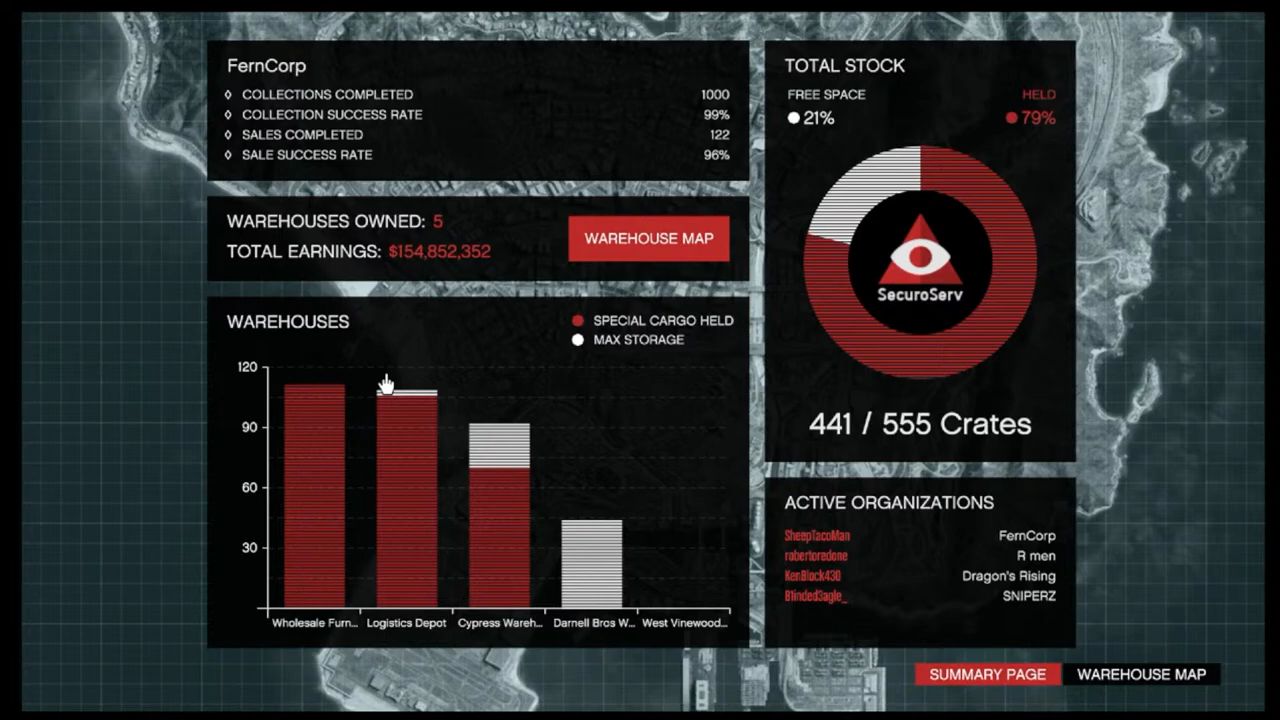 FernCorp
COLLECTIONS COMPLETED 1000
COLLECTION SUCCESS RATE 99%
SALES COMPLETED 122
SALE SUCCESS RATE 96%
WAREHOUSES OWNED: 5
TOTAL EARNINGS: $154,852,352
WAREHOUSE MAP
WAREHOUSES
SPECIAL CARGO HELD
MAX STORAGE
120
90
60
30
Wholesale Furn... Logistics Depot Cypress Wareh... Darnell Bros W... West Vinewood...
TOTAL STOCK
FREE SPACE HELD
21% 79%
SecuroServ
441 / 555 Crates
ACTIVE ORGANIZATIONS
SheepTacoMan FernCorp
robertoredone R men
KenBlock430 Dragon's Rising
Bl1nded3agle_ SNIPERZ
SUMMARY PAGE WAREHOUSE MAP